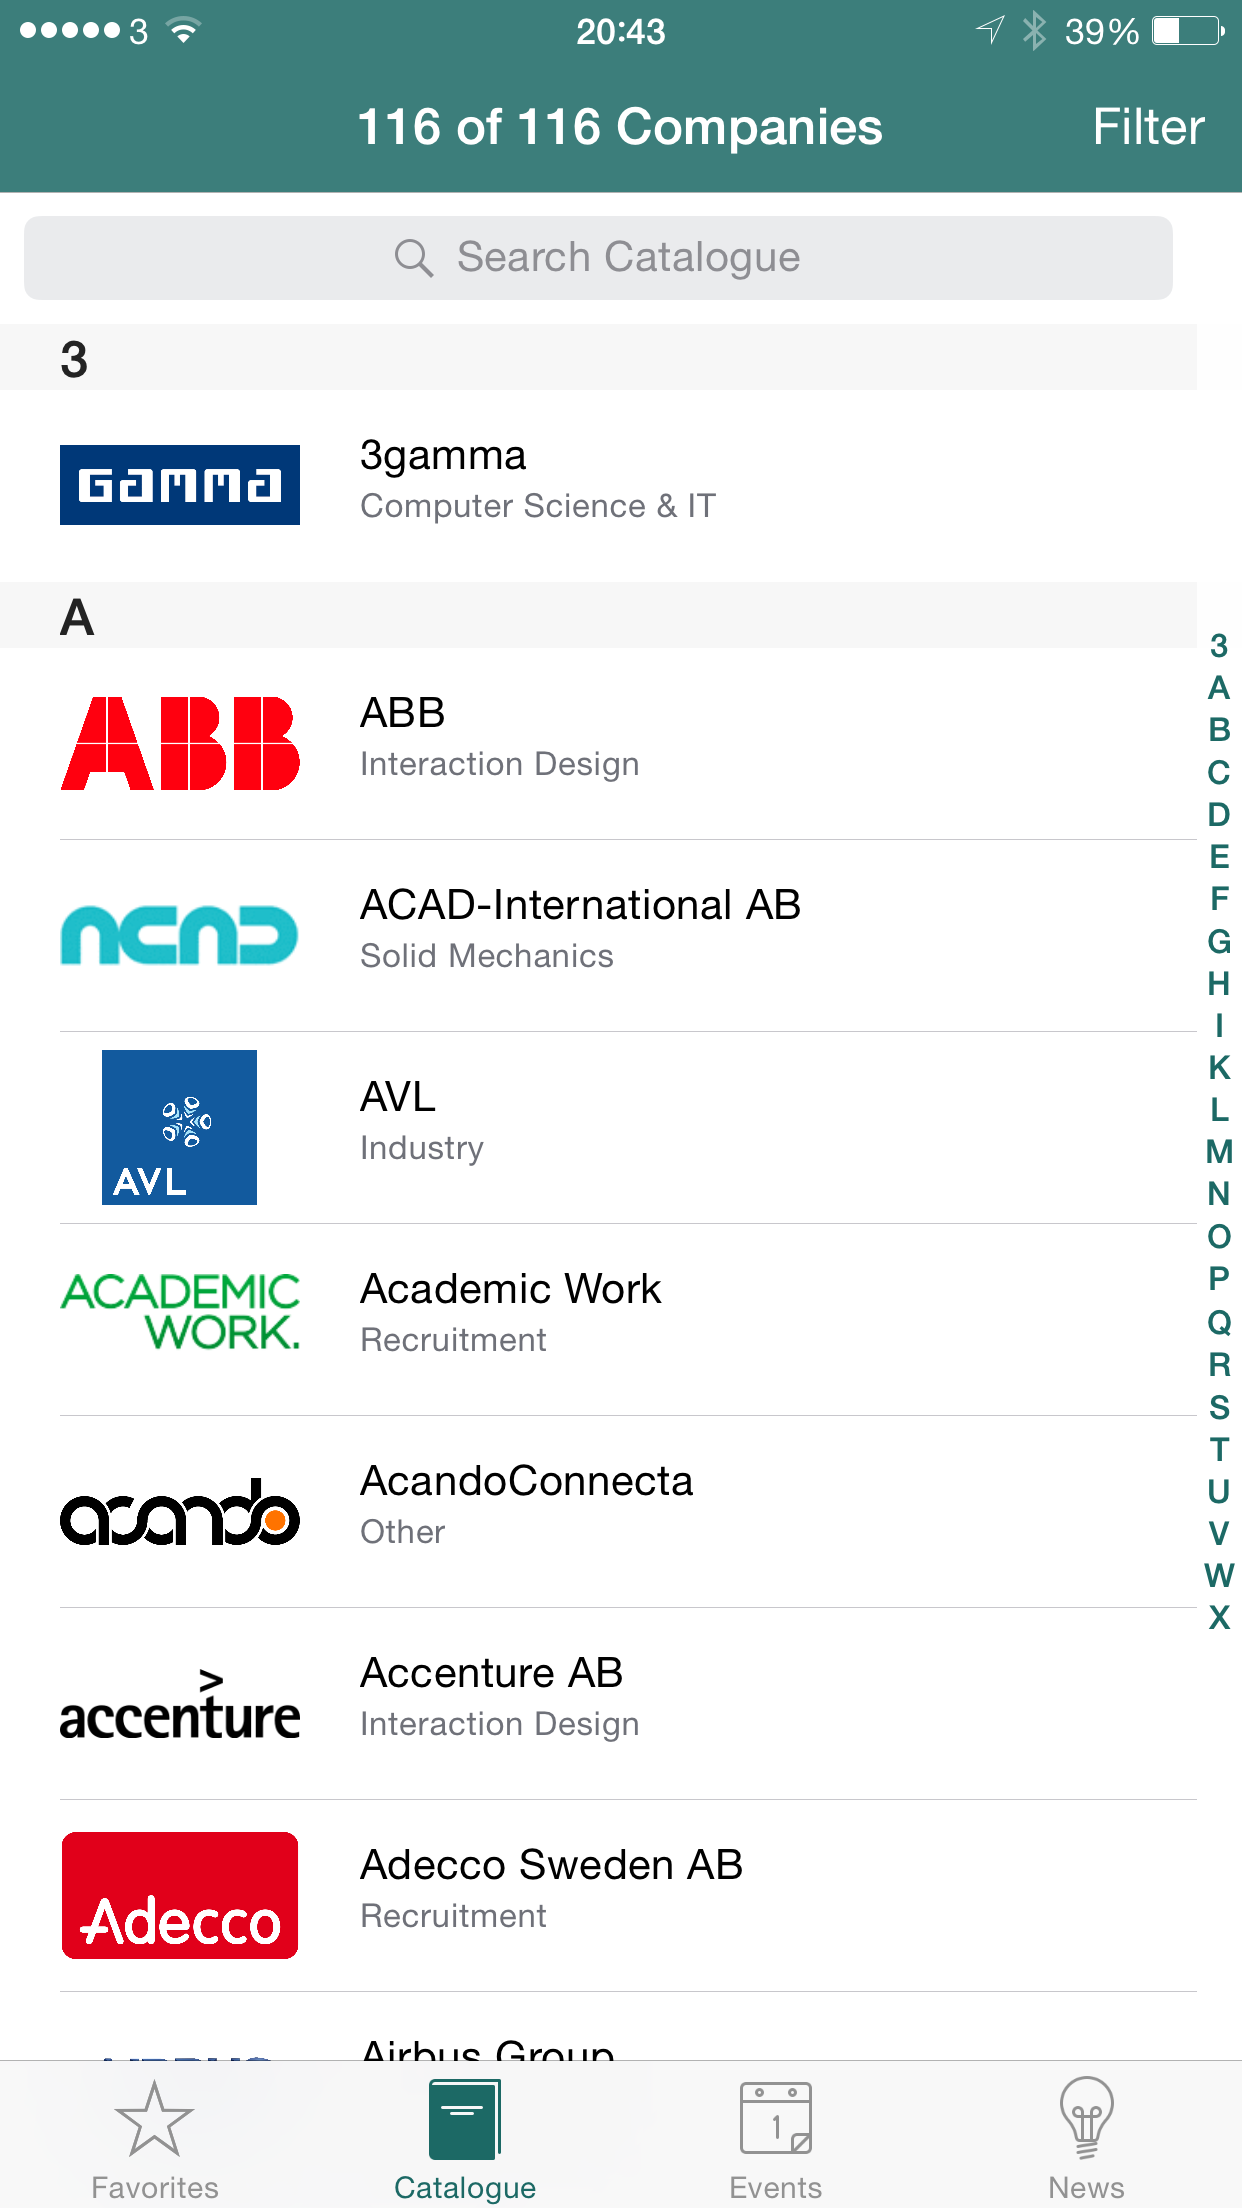 3 20:43 39%
116 of 116 Companies Filter
Search Catalogue
3
GAMMA
3gamma
Computer Science & IT
A
ABB
ABB
Interaction Design
ACAD
ACAD-International AB
Solid Mechanics
AVL
AVL
Industry
ACADEMIC
WORK.
Academic Work
Recruitment
acando
AcandoConnecta
Other
>
accenture
Accenture AB
Interaction Design
Adecco
Adecco Sweden AB
Recruitment
Airbus Group
3
A
B
C
D
E
F
G
H
I
K
L
M
N
O
P
Q
R
S
T
U
V
W
X
1
Favorites Catalogue Events News